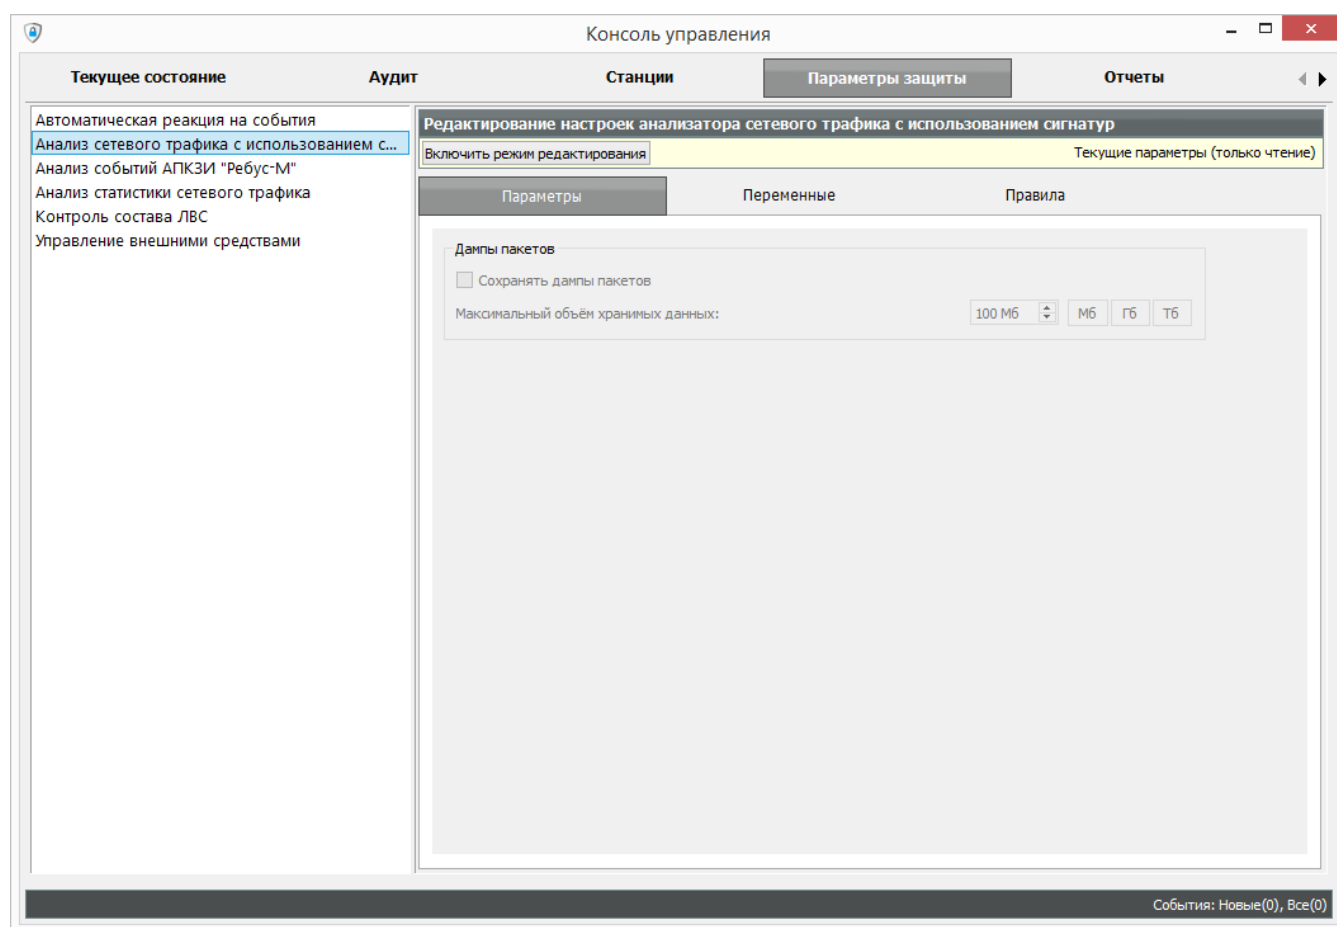 Консоль управления
Текущее состояние Аудит Станции Параметры защиты Отчеты
Автоматическая реакция на события
Анализ сетевого трафика с использованием с...
Анализ событий АПКЗИ "Ребус-М"
Анализ статистики сетевого трафика
Контроль состава ЛВС
Управление внешними средствами
Редактирование настроек анализатора сетевого трафика с использованием сигнатур
Включить режим редактирования Текущие параметры (только чтение)
Параметры Переменные Правила
Дампы пакетов
Сохранять дампы пакетов
Максимальный объём хранимых данных: 100 Мб Мб Гб Тб
События: Новые(0), Все(0)